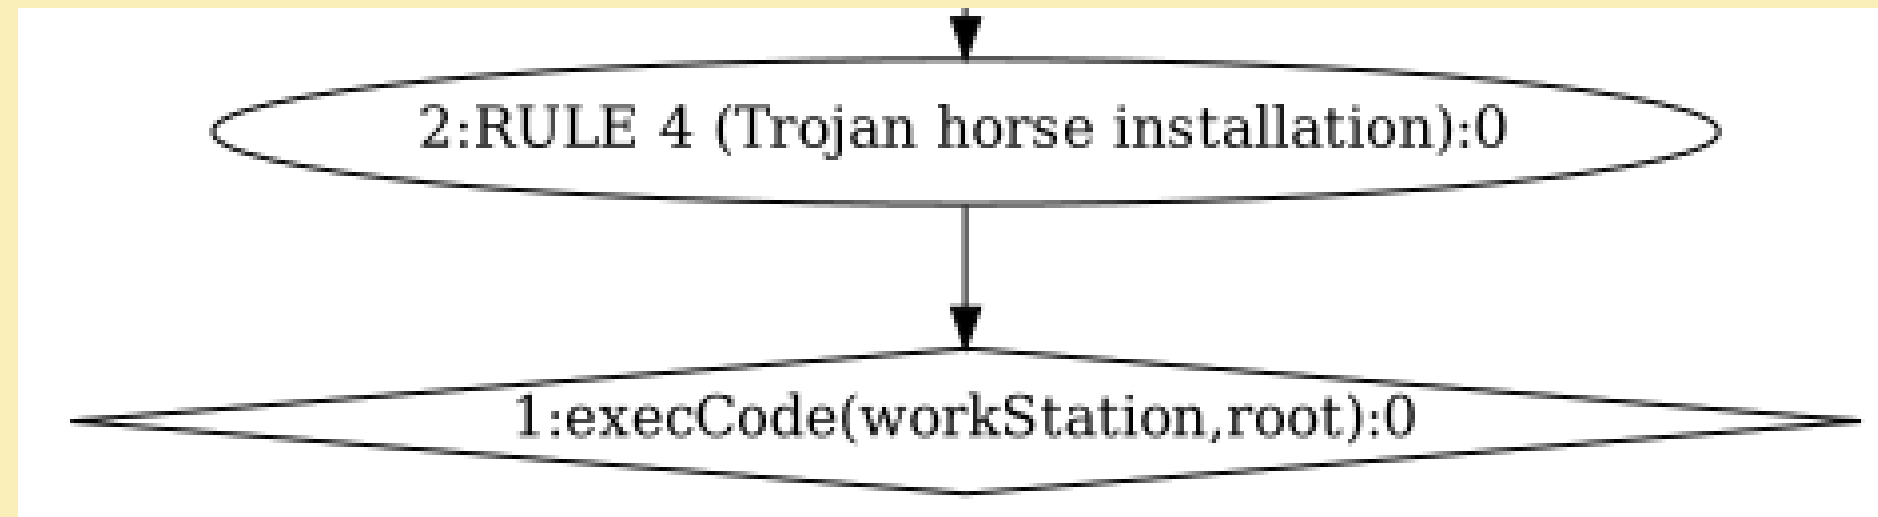 2:RULE 4 (Trojan horse installation):0
1:execCode(workStation,root):0